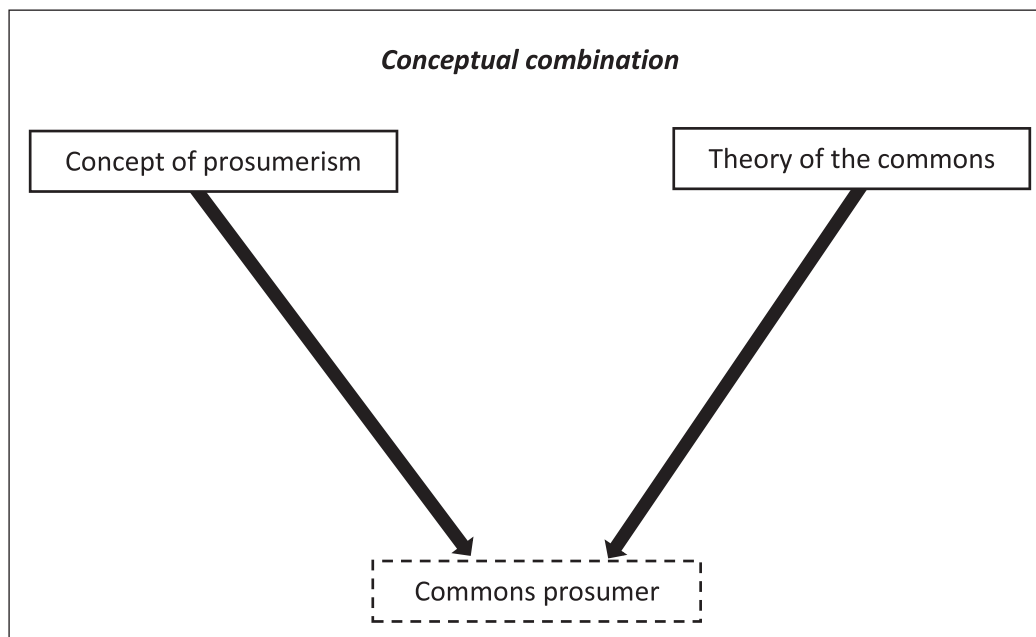 Conceptual combination
Concept of prosumerism
Theory of the commons
Commons prosumer